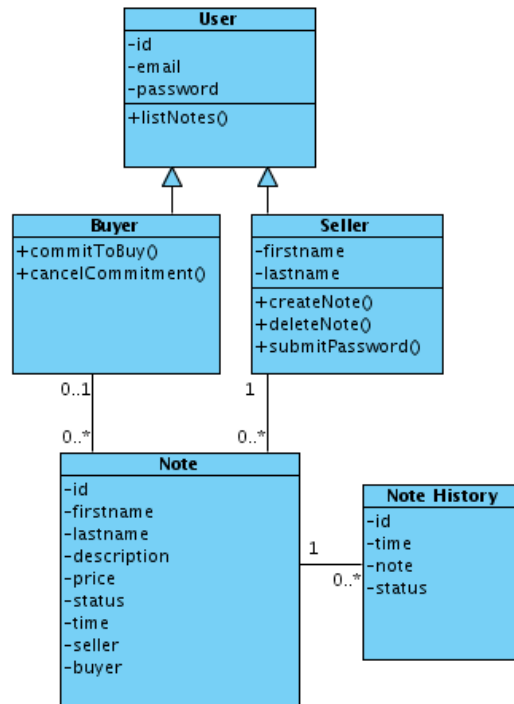 User
-id
-email
-password
+listNotes()
Buyer
+commitToBuy()
+cancelCommitment()
Seller
-firstname
-lastname
+createNote()
+deleteNote()
+submitPassword()
0..1
1
0..*
0..*
Note
-id
-firstname
-lastname
-description
-price
-status
-time
-seller
-buyer
1
0..*
Note History
-id
-time
-note
-status